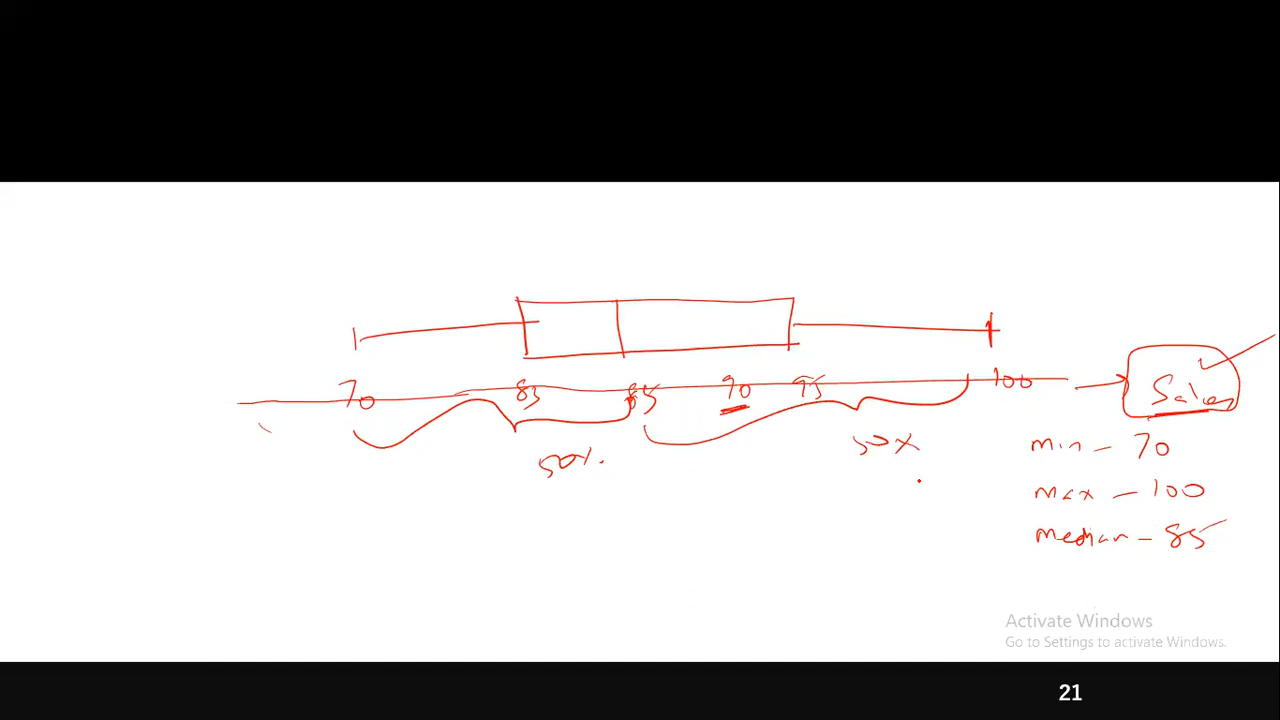 70 83 85 90 95 100
Sales
50%.
50%
min - 70
max - 100
median - 85
Activate Windows
Go to Settings to activate Windows.
21